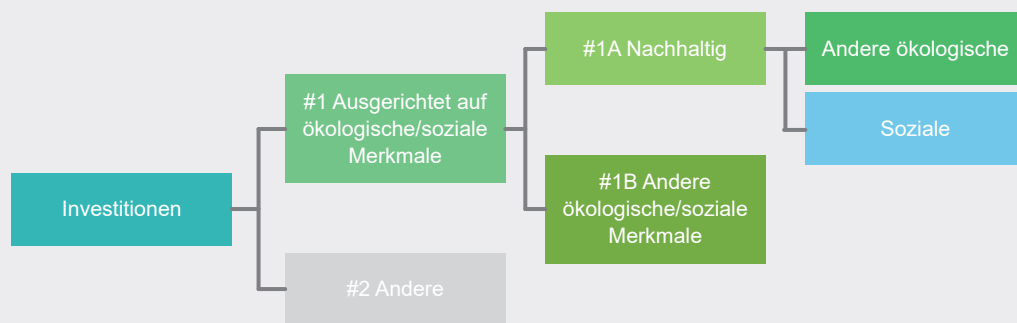 Investitionen
#1 Ausgerichtet auf
ökologische/soziale
Merkmale
#2 Andere
#1A Nachhaltig
#1B Andere
ökologische/soziale
Merkmale
Andere ökologische
Soziale